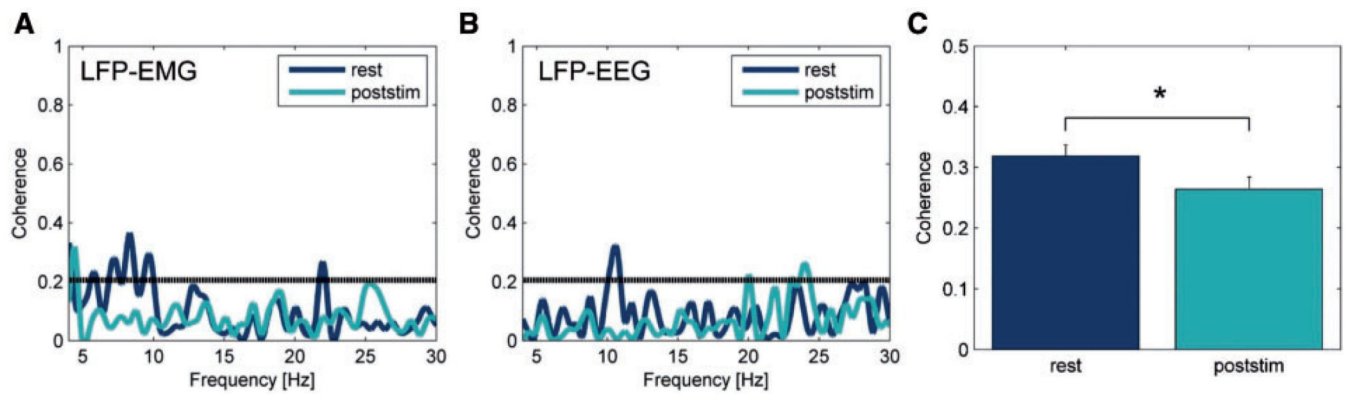 A
LFP-EMG
rest
poststim
1
0.8
0.6
0.4
0.2
0
Coherence
5 10 15 20 25 30
Frequency [Hz]
B
LFP-EEG
rest
poststim
1
0.8
0.6
0.4
0.2
0
Coherence
5 10 15 20 25 30
Frequency [Hz]
C
0.5
0.4
0.3
0.2
0.1
0
Coherence
*
rest poststim